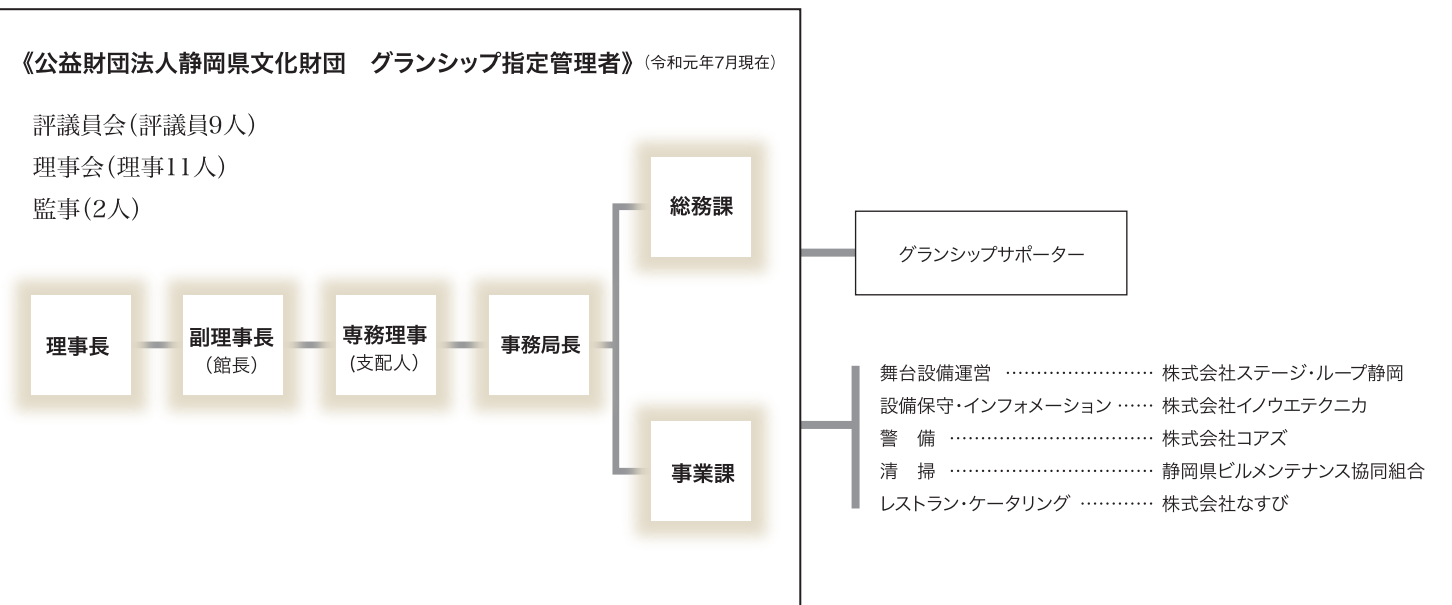 《公益財団法人静岡県文化財団　グランシップ指定管理者》（令和元年7月現在）
評議員会（評議員9人）
理事会（理事11人）
監事（2人）
理事長
副理事長
（館長）
専務理事
（支配人）
事務局長
総務課
事業課
グランシップサポーター
舞台設備運営 ……………………… 株式会社ステージ・ループ静岡
設備保守・インフォメーション …… 株式会社イノウエテクニカ
警　備 ……………………………… 株式会社コアズ
清　掃 ……………………………… 静岡県ビルメンテナンス協同組合
レストラン・ケータリング ………… 株式会社なすび